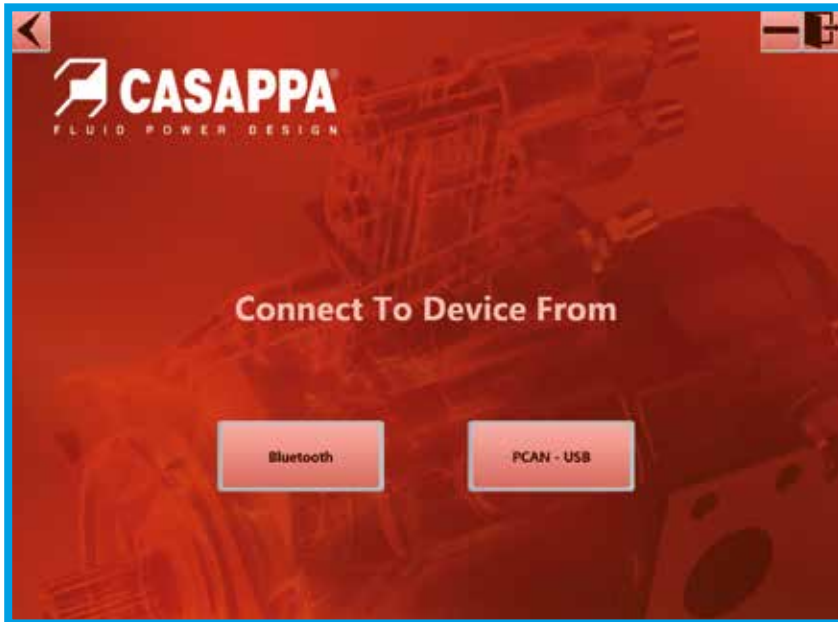 CASAPPA®
FLUID POWER DESIGN
Connect To Device From
Bluetooth
PCAN - USB